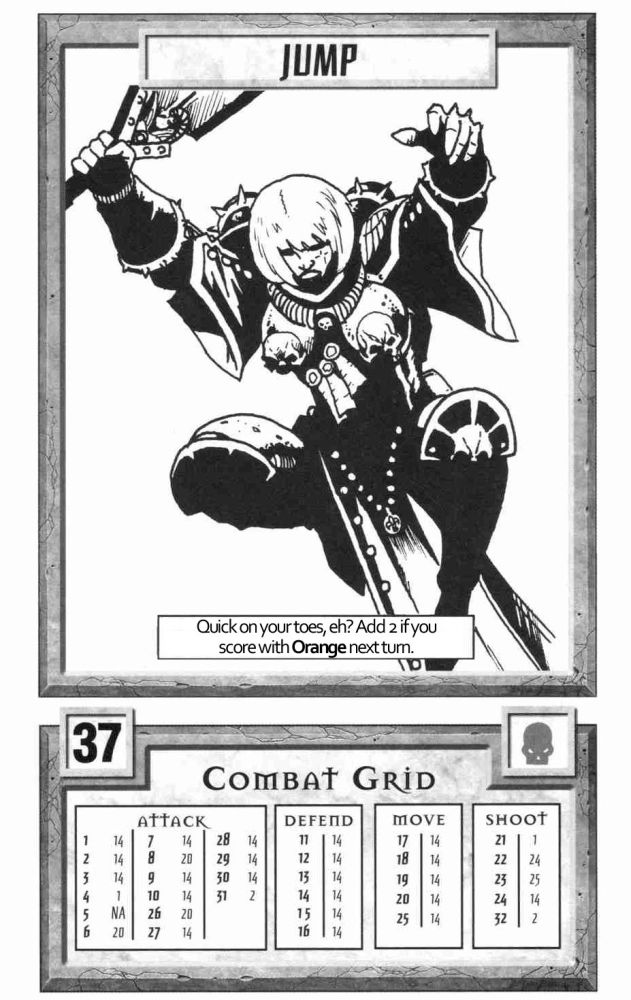 JUMP
Quick on your toes, eh? Add 2 if you
score with Orange next turn.
37
COMBAT GRID
ATTACK
1 14 7 14 28 14
2 14 8 20 29 14
3 14 9 14 30 14
4 1 10 14 31 2
5 NA 26 20
6 20 27 14
DEFEND
11 14
12 14
13 14
14 14
15 14
16 14
MOVE
17 14
18 14
19 14
20 14
25 14
SHOOT
21 1
22 24
23 25
24 14
32 2